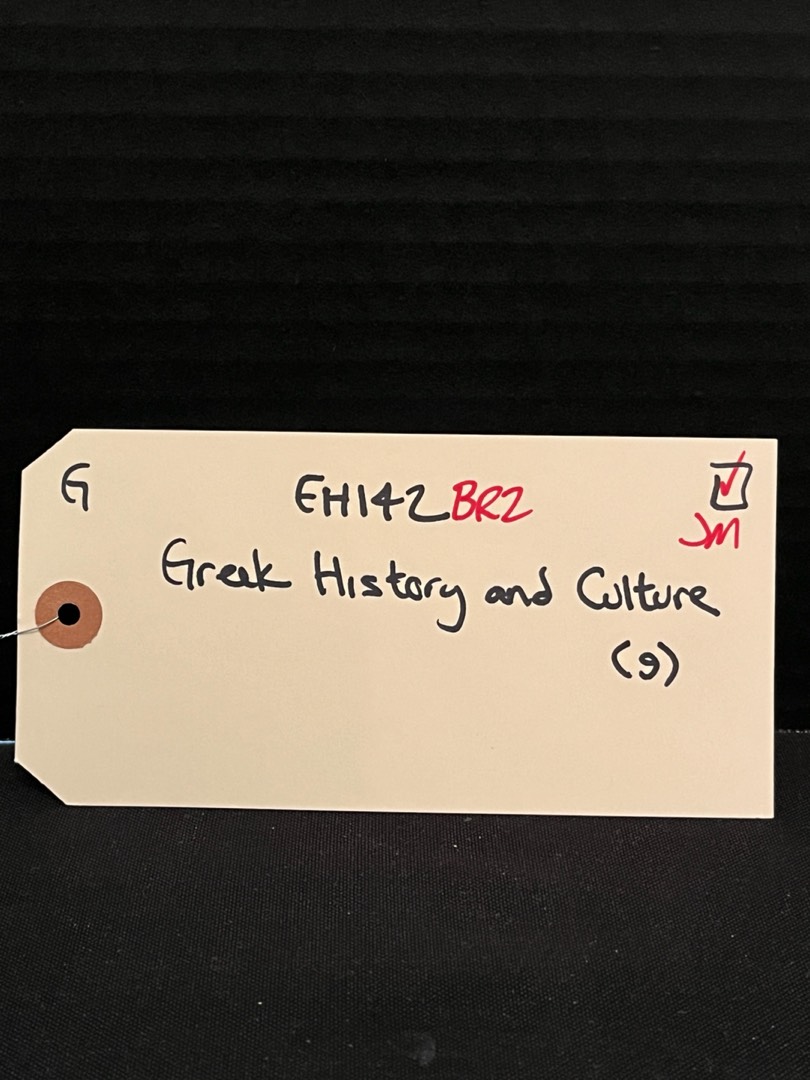 G EH142BR2 ☑
JM
Greek History and Culture
(9)